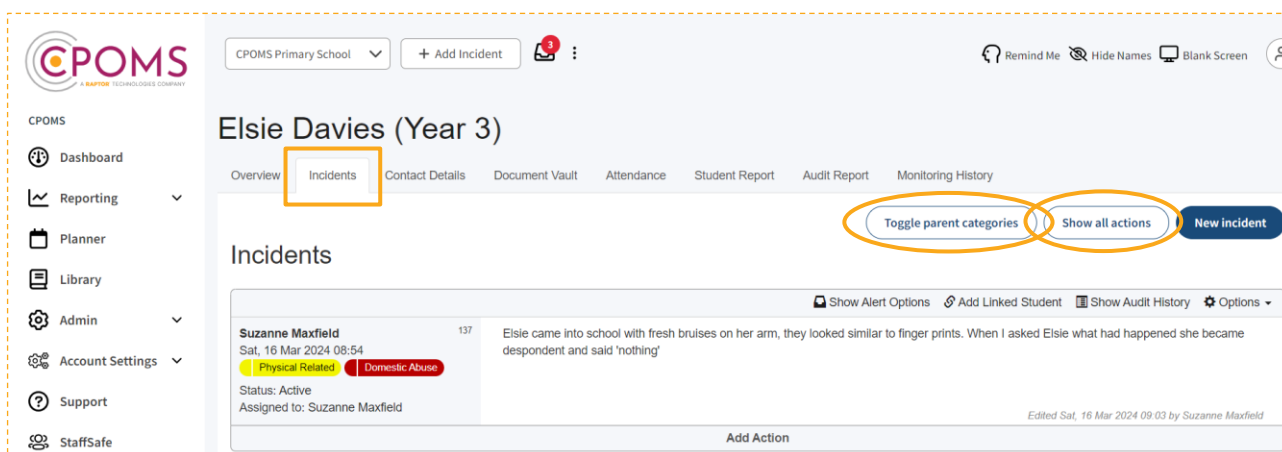 CPOMS
A RAPTOR TECHNOLOGIES COMPANY
CPOMS Primary School
+ Add Incident
3
Remind Me
Hide Names
Blank Screen
CPOMS
Dashboard
Reporting
Planner
Library
Admin
Account Settings
Support
StaffSafe
Elsie Davies (Year 3)
Overview Incidents Contact Details Document Vault Attendance Student Report Audit Report Monitoring History
Toggle parent categories Show all actions New incident
Incidents
Show Alert Options Add Linked Student Show Audit History Options
Suzanne Maxfield 137
Sat, 16 Mar 2024 08:54
Physical Related Domestic Abuse
Status: Active
Assigned to: Suzanne Maxfield
Elsie came into school with fresh bruises on her arm, they looked similar to finger prints. When I asked Elsie what had happened she became
despondent and said 'nothing'
Edited Sat, 16 Mar 2024 09:03 by Suzanne Maxfield
Add Action